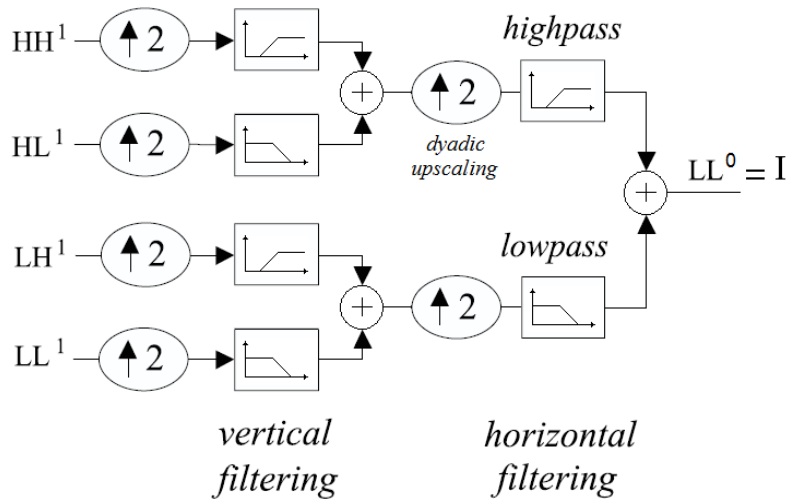 highpass
HH¹ ↑ 2
↑ 2
HL¹ ↑ 2
dyadic
upscaling
LL⁰ = I
LH¹ ↑ 2
lowpass
↑ 2
LL¹ ↑ 2
vertical
filtering
horizontal
filtering